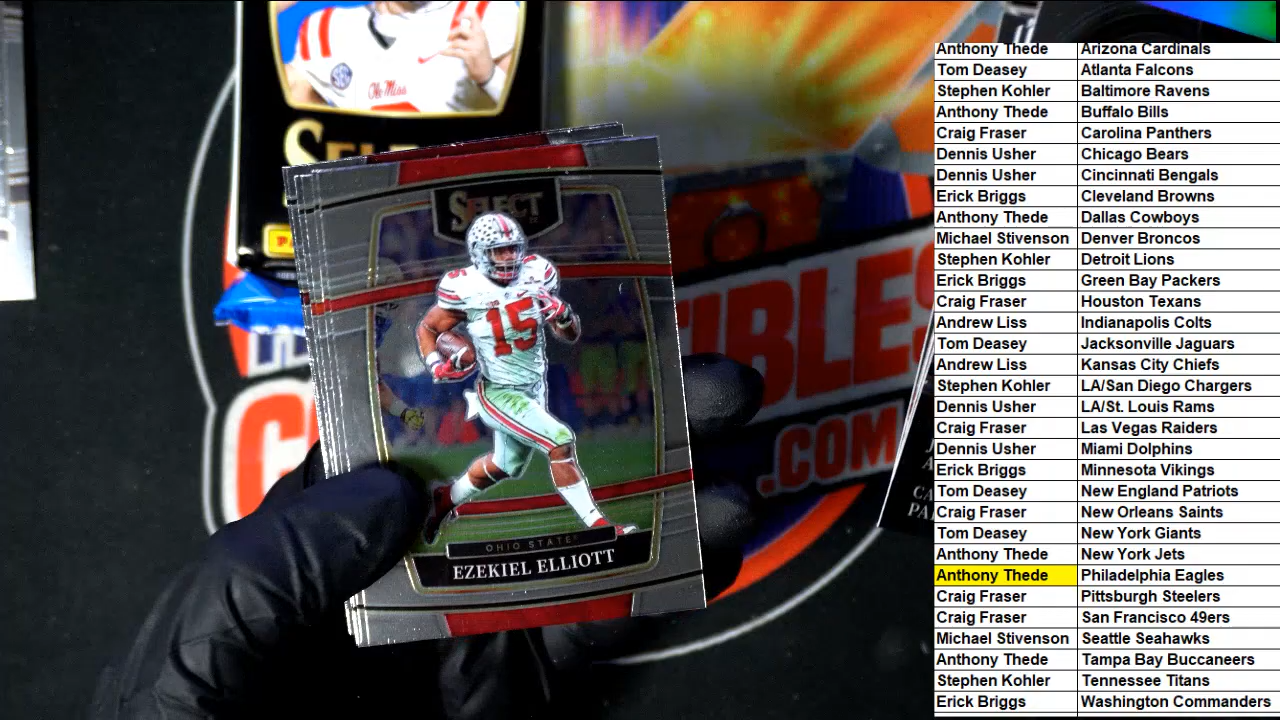 Ole Miss
SELECT
15
OHIO STATE
EZEKIEL ELLIOTT
.COM
Anthony Thede Arizona Cardinals
Tom Deasey Atlanta Falcons
Stephen Kohler Baltimore Ravens
Anthony Thede Buffalo Bills
Craig Fraser Carolina Panthers
Dennis Usher Chicago Bears
Dennis Usher Cincinnati Bengals
Erick Briggs Cleveland Browns
Anthony Thede Dallas Cowboys
Michael Stivenson Denver Broncos
Stephen Kohler Detroit Lions
Erick Briggs Green Bay Packers
Craig Fraser Houston Texans
Andrew Liss Indianapolis Colts
Tom Deasey Jacksonville Jaguars
Andrew Liss Kansas City Chiefs
Stephen Kohler LA/San Diego Chargers
Dennis Usher LA/St. Louis Rams
Craig Fraser Las Vegas Raiders
Dennis Usher Miami Dolphins
Erick Briggs Minnesota Vikings
Tom Deasey New England Patriots
Craig Fraser New Orleans Saints
Tom Deasey New York Giants
Anthony Thede New York Jets
Anthony Thede Philadelphia Eagles
Craig Fraser Pittsburgh Steelers
Craig Fraser San Francisco 49ers
Michael Stivenson Seattle Seahawks
Anthony Thede Tampa Bay Buccaneers
Stephen Kohler Tennessee Titans
Erick Briggs Washington Commanders